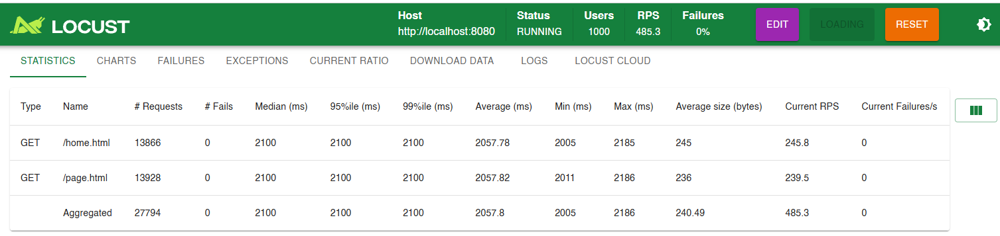 LOCUST
Host Status Users RPS Failures
http://localhost:8080 RUNNING 1000 485.3 0%
EDIT LOADING RESET
STATISTICS CHARTS FAILURES EXCEPTIONS CURRENT RATIO DOWNLOAD DATA LOGS LOCUST CLOUD
Type Name # Requests # Fails Median (ms) 95%ile (ms) 99%ile (ms) Average (ms) Min (ms) Max (ms) Average size (bytes) Current RPS Current Failures/s
GET /home.html 13866 0 2100 2100 2100 2057.78 2005 2185 245 245.8 0
GET /page.html 13928 0 2100 2100 2100 2057.82 2011 2186 236 239.5 0
Aggregated 27794 0 2100 2100 2100 2057.8 2005 2186 240.49 485.3 0